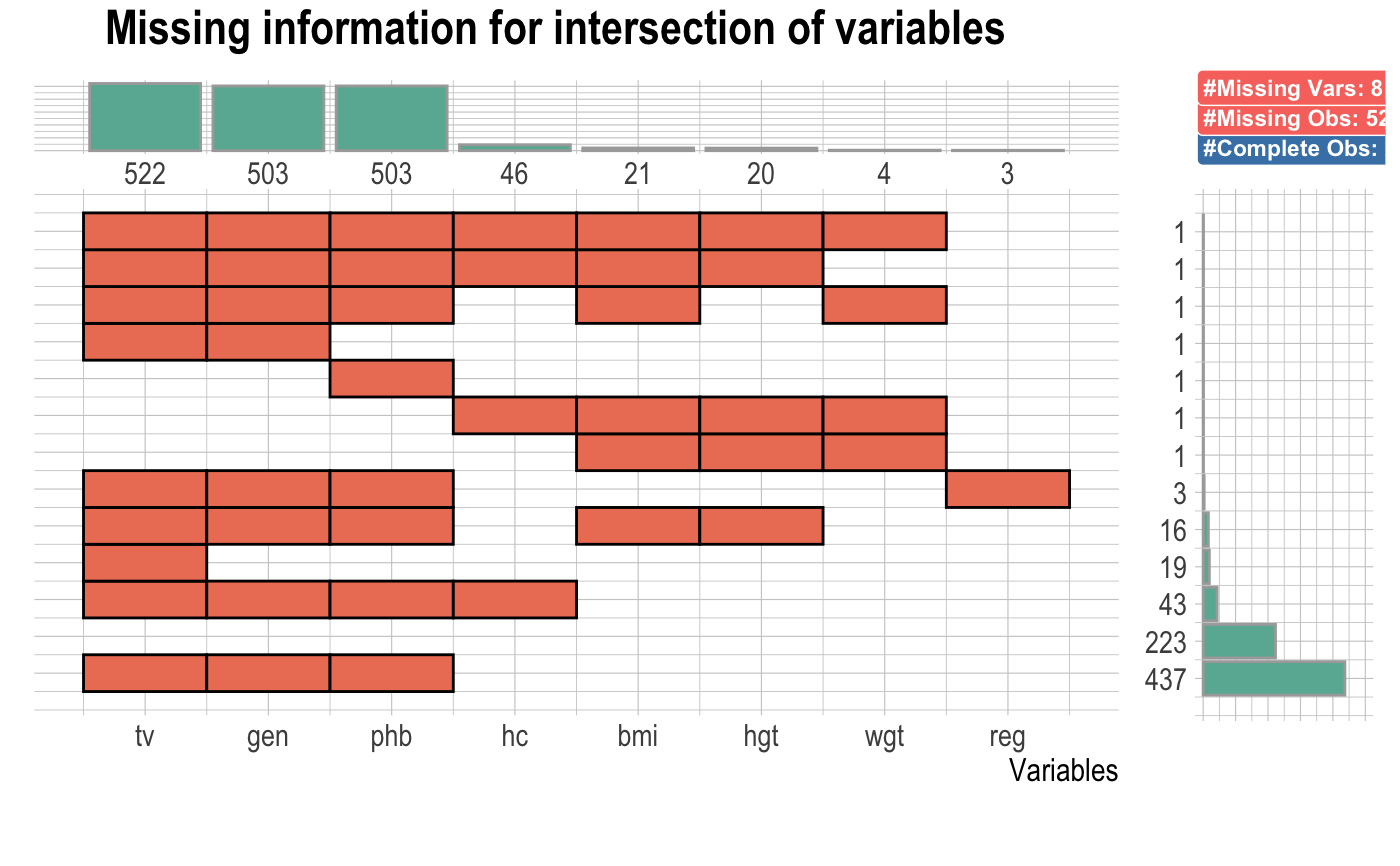 Missing information for intersection of variables
#Missing Vars: 8
#Missing Obs: 52
#Complete Obs:
522 503 503 46 21 20 4 3
1
1
1
1
1
1
1
3
16
19
43
223
437
tv gen phb hc bmi hgt wgt reg
Variables